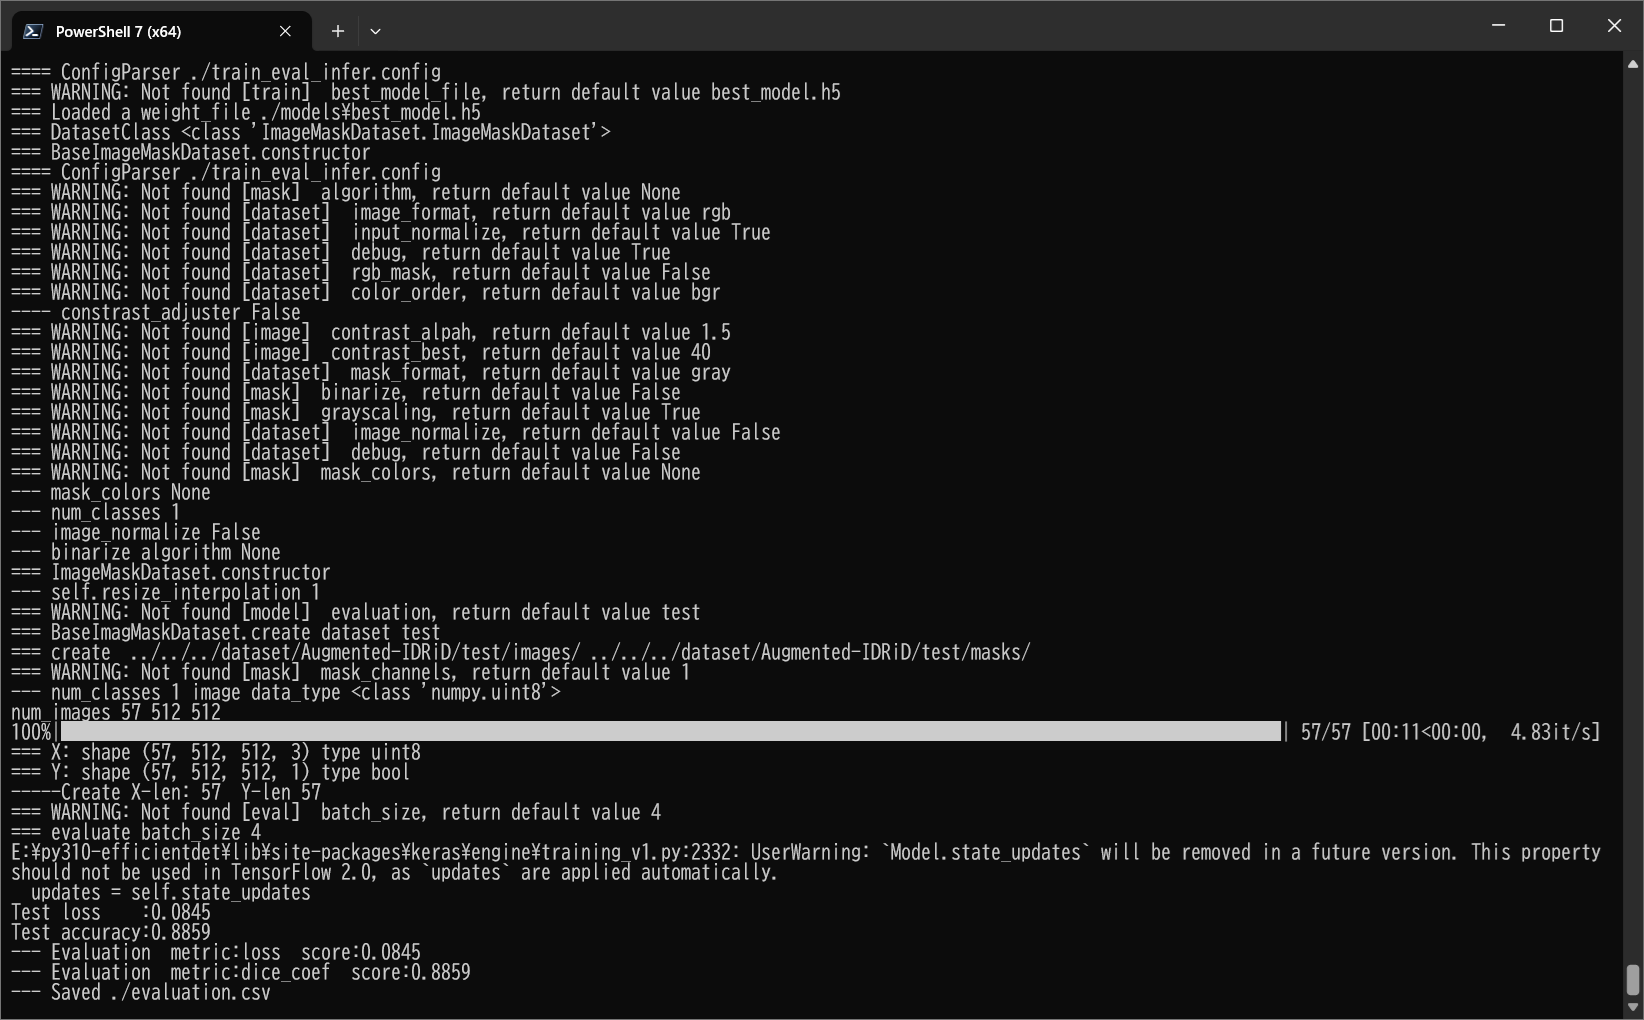 PowerShell 7 (x64)
==== ConfigParser ./train_eval_infer.config
=== WARNING: Not found [train]  best_model_file, return default value best_model.h5
=== Loaded a weight_file ./models¥best_model.h5
=== DatasetClass <class 'ImageMaskDataset.ImageMaskDataset'>
=== BaseImageMaskDataset.constructor
==== ConfigParser ./train_eval_infer.config
=== WARNING: Not found [mask]  algorithm, return default value None
=== WARNING: Not found [dataset]  image_format, return default value rgb
=== WARNING: Not found [dataset]  input_normalize, return default value True
=== WARNING: Not found [dataset]  debug, return default value True
=== WARNING: Not found [dataset]  rgb_mask, return default value False
=== WARNING: Not found [dataset]  color_order, return default value bgr
---- constrast_adjuster False
=== WARNING: Not found [image]  contrast_alpah, return default value 1.5
=== WARNING: Not found [image]  contrast_best, return default value 40
=== WARNING: Not found [dataset]  mask_format, return default value gray
=== WARNING: Not found [mask]  binarize, return default value False
=== WARNING: Not found [mask]  grayscaling, return default value True
=== WARNING: Not found [dataset]  image_normalize, return default value False
=== WARNING: Not found [dataset]  debug, return default value False
=== WARNING: Not found [mask]  mask_colors, return default value None
--- mask_colors None
--- num_classes 1
--- image_normalize False
--- binarize algorithm None
=== ImageMaskDataset.constructor
--- self.resize_interpolation 1
=== WARNING: Not found [model]  evaluation, return default value test
=== BaseImagMaskDataset.create dataset test
=== create  ../../../dataset/Augmented-IDRiD/test/images/ ../../../dataset/Augmented-IDRiD/test/masks/
=== WARNING: Not found [mask]  mask_channels, return default value 1
--- num_classes 1 image data_type <class 'numpy.uint8'>
num_images 57 512 512
100%| | 57/57 [00:11<00:00,  4.83it/s]
=== X: shape (57, 512, 512, 3) type uint8
=== Y: shape (57, 512, 512, 1) type bool
-----Create X-len: 57  Y-len 57
=== WARNING: Not found [eval]  batch_size, return default value 4
=== evaluate batch_size 4
E:¥py310-efficientdet¥lib¥site-packages¥keras¥engine¥training_v1.py:2332: UserWarning: `Model.state_updates` will be removed in a future version. This property
should not be used in TensorFlow 2.0, as `updates` are applied automatically.
  updates = self.state_updates
Test loss    :0.0845
Test accuracy:0.8859
--- Evaluation  metric:loss  score:0.0845
--- Evaluation  metric:dice_coef  score:0.8859
--- Saved ./evaluation.csv